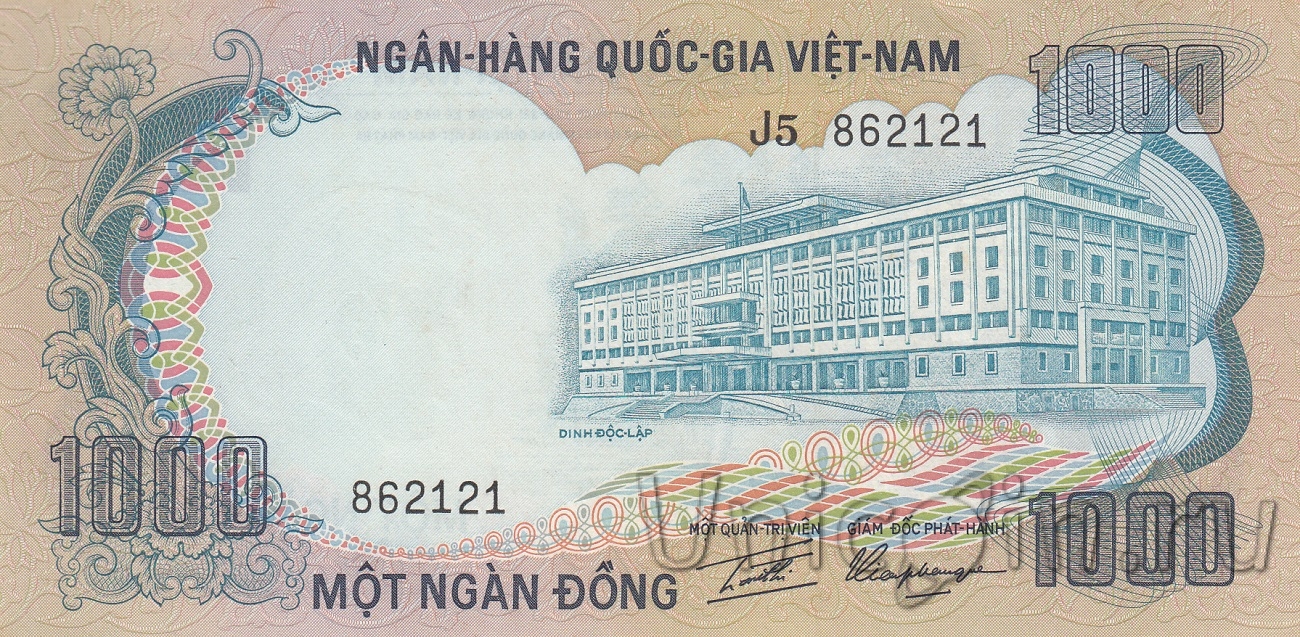 NGÂN-HÀNG QUỐC-GIA VIỆT-NAM
1000
J5 862121
DINH ĐỘC-LẬP
1000
862121
MỘT QUẢN-TRỊ VIÊN
GIÁM ĐỐC PHÁT-HÀNH
1000
MỘT NGÀN ĐỒNG